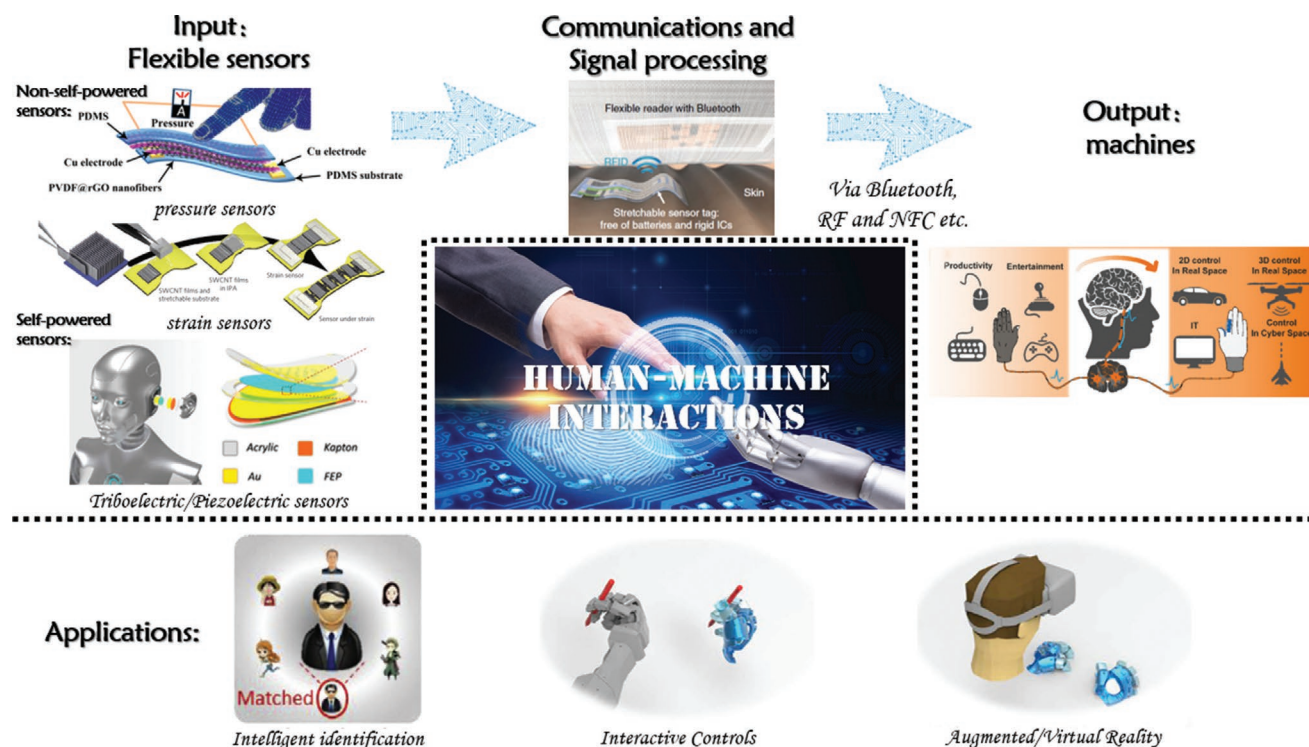 Input:
Flexible sensors
Non-self-powered
sensors:
PDMS
A
Pressure
Cu electrode
Cu electrode
PDMS substrate
PVDF@rGO nanofibers
pressure sensors
SWCNT films and
stretchable substrate
SWCNT films
in IPA
Strain sensor
Sensor under strain
strain sensors
Self-powered
sensors:
Acrylic
Kapton
Au
FEP
Triboelectric/Piezoelectric sensors
Communications and
Signal processing
Flexible reader with Bluetooth
RFID
Skin
Stretchable sensor tag:
free of batteries and rigid ICs
Via Bluetooth,
RF and NFC etc.
Output:
machines
HUMAN-MACHINE
INTERACTIONS
Productivity
Entertainment
2D control
In Real Space
3D control
In Real Space
IT
Control
In Cyber Space
Applications:
Matched
Intelligent identification
Interactive Controls
Augmented/Virtual Reality